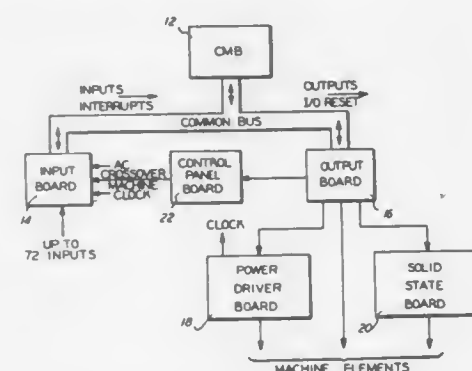 12
CMB
INPUTS
INTERRUPTS
OUTPUTS
I/O RESET
COMMON BUS
INPUT
BOARD
14
AC
CROSSOVER
MACHINE
CLOCK
CONTROL
PANEL
BOARD
22
OUTPUT
BOARD
16
UP TO
72 INPUTS
CLOCK
POWER
DRIVER
BOARD
18
SOLID
STATE
BOARD
20
MACHINE ELEMENTS